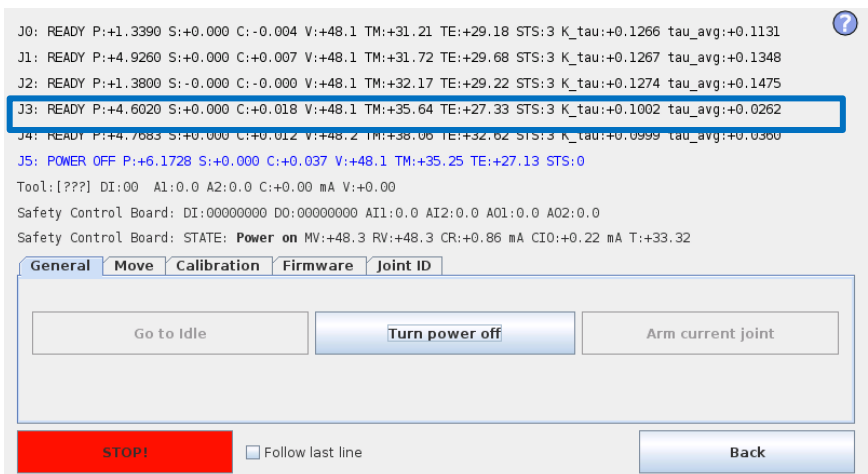 J0: READY P:+1.3390 S:+0.000 C:-0.004 V:+48.1 TM:+31.21 TE:+29.18 STS:3 K_tau:+0.1266 tau_avg:+0.1131
?
J1: READY P:+4.9260 S:+0.000 C:+0.007 V:+48.1 TM:+31.72 TE:+29.68 STS:3 K_tau:+0.1267 tau_avg:+0.1348
J2: READY P:+1.3800 S:-0.000 C:-0.000 V:+48.1 TM:+32.17 TE:+29.22 STS:3 K_tau:+0.1274 tau_avg:+0.1475
J3: READY P:+4.6020 S:+0.000 C:+0.018 V:+48.1 TM:+35.64 TE:+27.33 STS:3 K_tau:+0.1002 tau_avg:+0.0262
J4: READY P:+4.7683 S:+0.000 C:+0.012 V:+48.2 TM:+38.06 TE:+32.62 STS:3 K_tau:+0.0999 tau_avg:+0.0360
J5: POWER OFF P:+6.1728 S:+0.000 C:+0.037 V:+48.1 TM:+35.25 TE:+27.13 STS:0
Tool:[???] DI:00 A1:0.0 A2:0.0 C:+0.00 mA V:+0.00
Safety Control Board: DI:00000000 DO:00000000 AI1:0.0 AI2:0.0 AO1:0.0 AO2:0.0
Safety Control Board: STATE: Power on MV:+48.3 RV:+48.3 CR:+0.86 mA CIO:+0.22 mA T:+33.32
General Move Calibration Firmware Joint ID
Go to Idle Turn power off Arm current joint
STOP! Follow last line Back